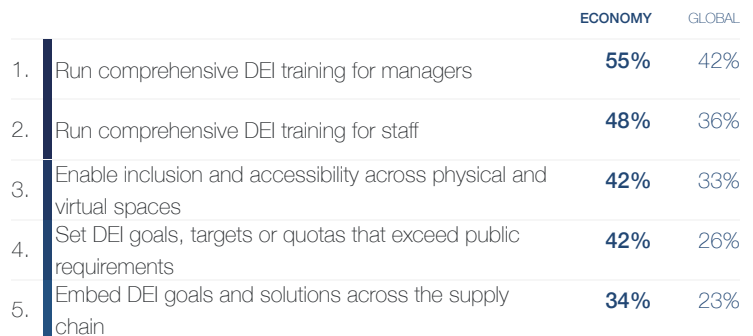 ECONOMY GLOBAL
1. Run comprehensive DEI training for managers 55% 42%
2. Run comprehensive DEI training for staff 48% 36%
3. Enable inclusion and accessibility across physical and 42% 33%
virtual spaces
4. Set DEI goals, targets or quotas that exceed public 42% 26%
requirements
5. Embed DEI goals and solutions across the supply 34% 23%
chain